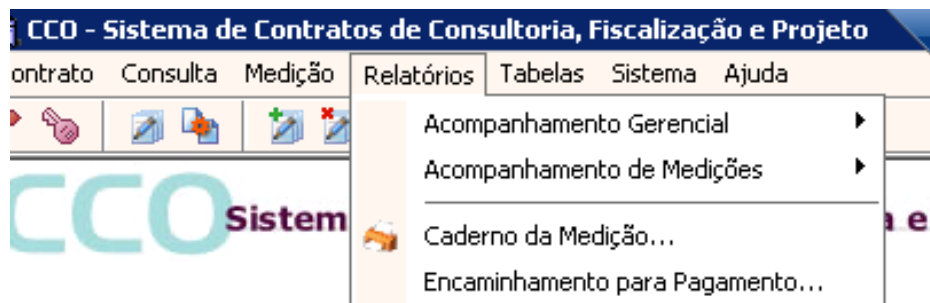 CCO - Sistema de Contratos de Consultoria, Fiscalização e Projeto
ontrato Consulta Medição Relatórios Tabelas Sistema Ajuda
Acompanhamento Gerencial
Acompanhamento de Medições
CCO Sistem a e
Caderno da Medição...
Encaminhamento para Pagamento...